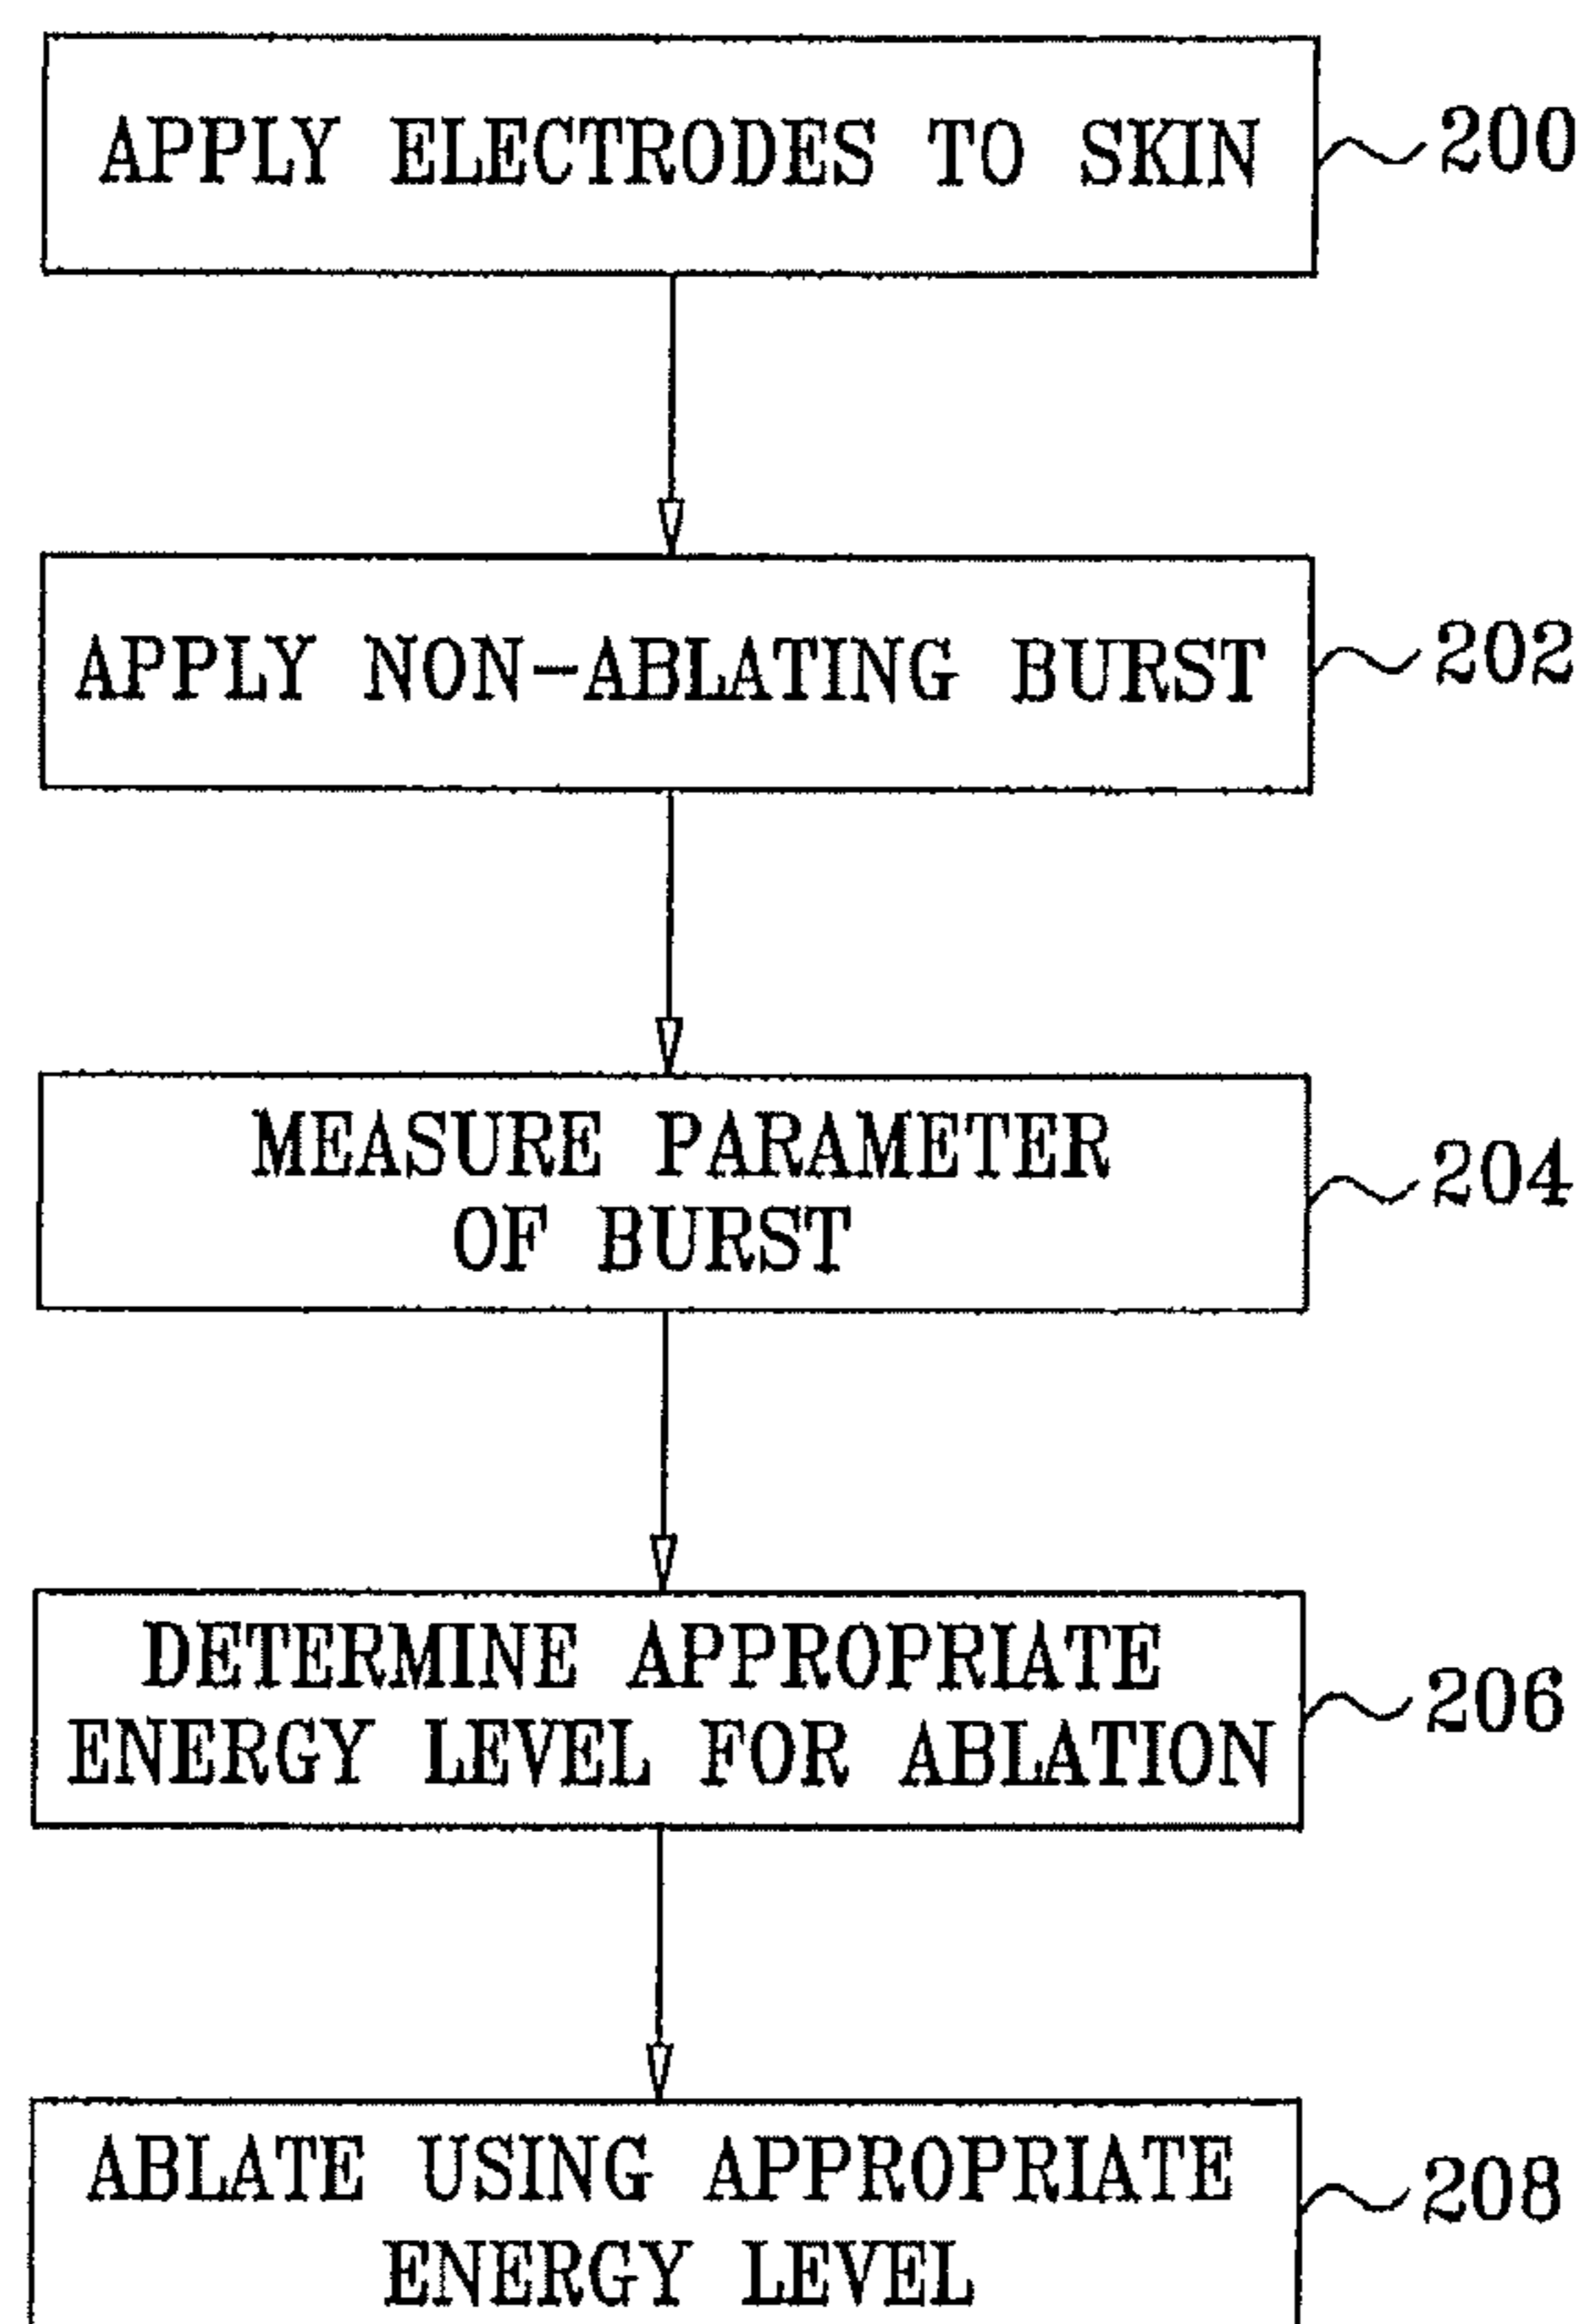 APPLY ELECTRODES TO SKIN
200
APPLY NON-ABLATING BURST
202
MEASURE PARAMETER
OF BURST
204
DETERMINE APPROPRIATE
ENERGY LEVEL FOR ABLATION
206
ABLATE USING APPROPRIATE
ENERGY LEVEL
208